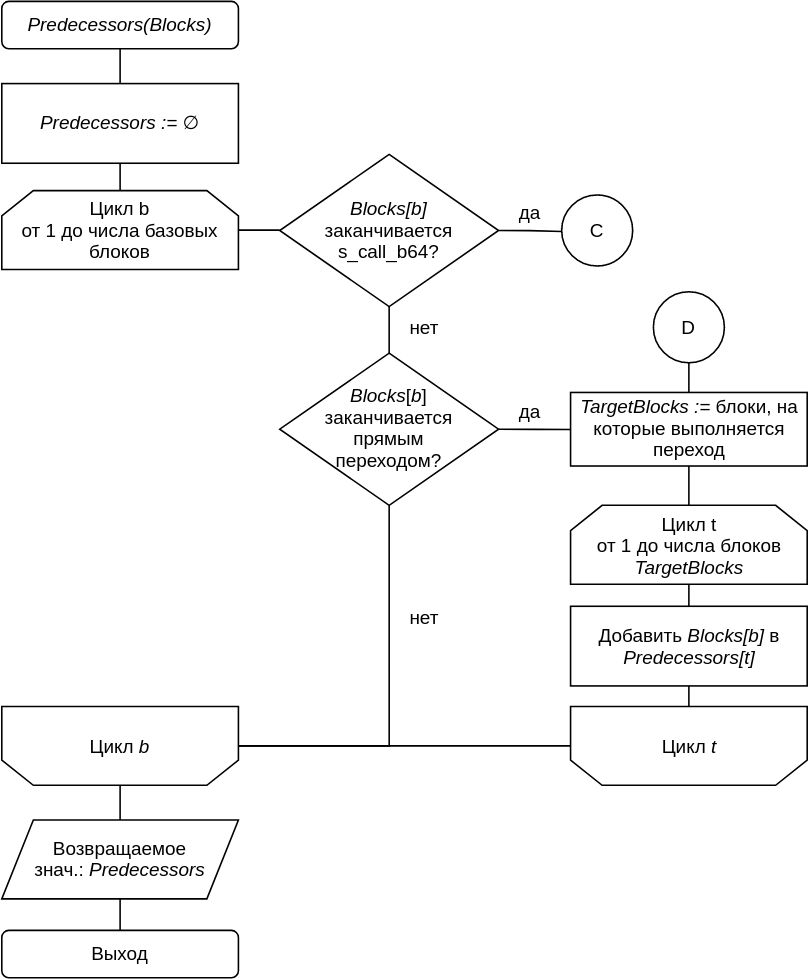 Predecessors(Blocks)
Predecessors := ∅
Цикл b
от 1 до числа базовых
блоков
Blocks[b]
заканчивается
s_call_b64?
да
C
нет
D
Blocks[b]
заканчивается
прямым
переходом?
да
TargetBlocks := блоки, на
которые выполняется
переход
Цикл t
от 1 до числа блоков
TargetBlocks
нет
Добавить Blocks[b] в
Predecessors[t]
Цикл b
Цикл t
Возвращаемое
знач.: Predecessors
Выход